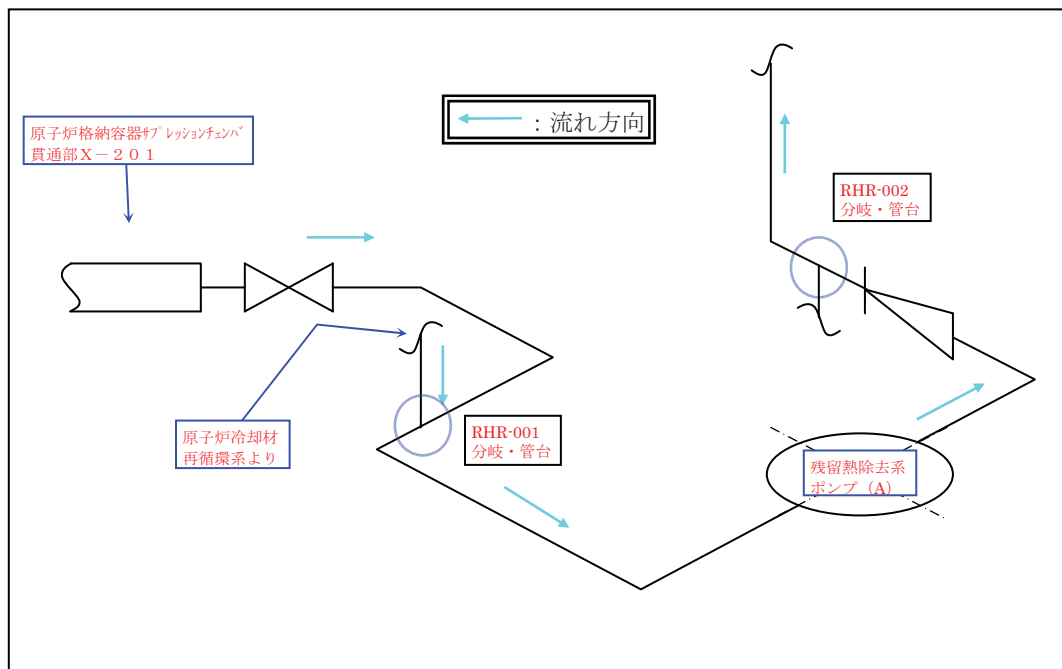 原子炉格納容器ｻﾌﾟﾚｯｼｮﾝﾁｪﾝﾊﾞ
貫通部Ｘ－２０１
：流れ方向
RHR-002
分岐・管台
原子炉冷却材
再循環系より
RHR-001
分岐・管台
残留熱除去系
ポンプ（A）